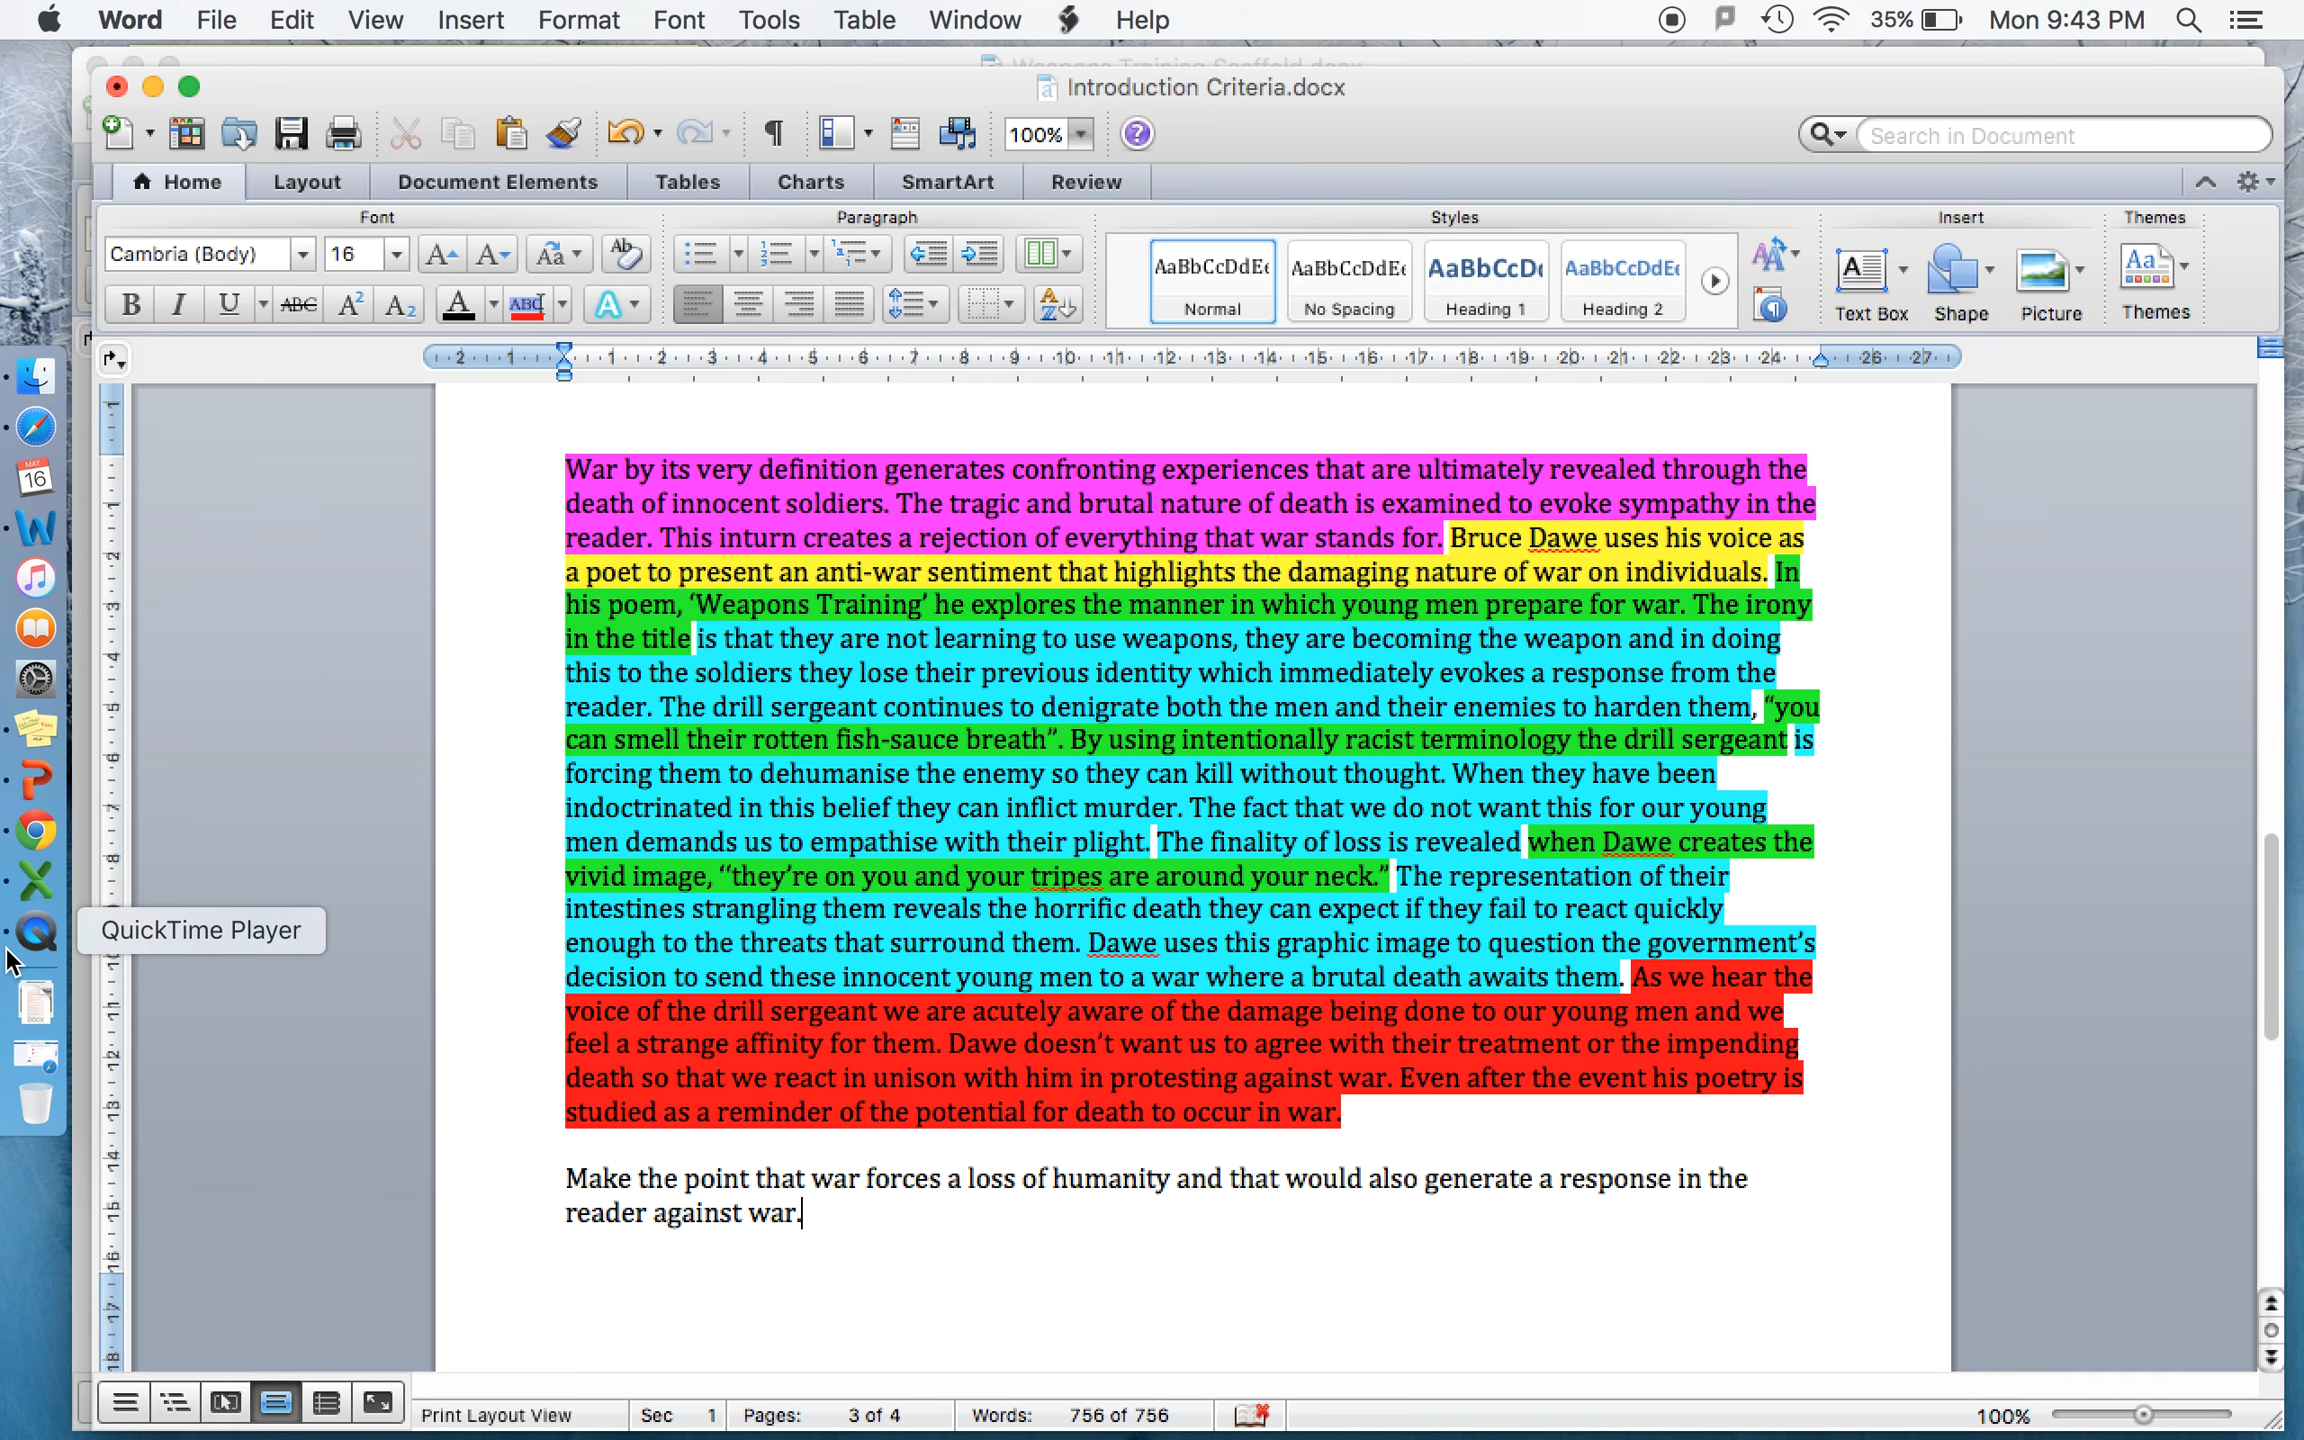 Word File Edit View Insert Format Font Tools Table Window Help 35% Mon 9:43 PM
Introduction Criteria.docx
100% Search in Document
Home Layout Document Elements Tables Charts SmartArt Review
Font Paragraph Styles Insert Themes
Cambria (Body) 16
AaBbCcDdEe AaBbCcDdEe AaBbCcDc AaBbCcDdEe
Normal No Spacing Heading 1 Heading 2 Text Box Shape Picture Themes
War by its very definition generates confronting experiences that are ultimately revealed through the
death of innocent soldiers. The tragic and brutal nature of death is examined to evoke sympathy in the
reader. This inturn creates a rejection of everything that war stands for. Bruce Dawe uses his voice as
a poet to present an anti-war sentiment that highlights the damaging nature of war on individuals. In
his poem, ‘Weapons Training’ he explores the manner in which young men prepare for war. The irony
in the title is that they are not learning to use weapons, they are becoming the weapon and in doing
this to the soldiers they lose their previous identity which immediately evokes a response from the
reader. The drill sergeant continues to denigrate both the men and their enemies to harden them, “you
can smell their rotten fish-sauce breath”. By using intentionally racist terminology the drill sergeant is
forcing them to dehumanise the enemy so they can kill without thought. When they have been
indoctrinated in this belief they can inflict murder. The fact that we do not want this for our young
men demands us to empathise with their plight. The finality of loss is revealed when Dawe creates the
vivid image, “they’re on you and your tripes are around your neck.” The representation of their
intestines strangling them reveals the horrific death they can expect if they fail to react quickly
enough to the threats that surround them. Dawe uses this graphic image to question the government’s
decision to send these innocent young men to a war where a brutal death awaits them. As we hear the
voice of the drill sergeant we are acutely aware of the damage being done to our young men and we
feel a strange affinity for them. Dawe doesn’t want us to agree with their treatment or the impending
death so that we react in unison with him in protesting against war. Even after the event his poetry is
studied as a reminder of the potential for death to occur in war.
Make the point that war forces a loss of humanity and that would also generate a response in the
reader against war.
MAY
16
QuickTime Player
DOCX
Print Layout View Sec 1 Pages: 3 of 4 Words: 756 of 756 100%